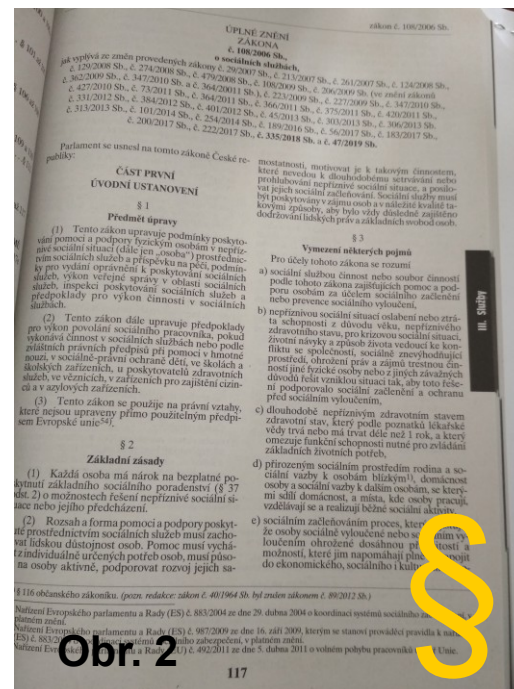 zákon č. 108/2006 Sb.
ÚPLNÉ ZNĚNÍ
ZÁKONA
č. 108/2006 Sb.,
o sociálních službách,
jak vyplývá ze změn provedených zákony č. 29/2007 Sb., č. 213/2007 Sb., č. 261/2007 Sb., č. 124/2008 Sb.,
č. 129/2008 Sb., č. 274/2008 Sb., č. 479/2008 Sb., č. 108/2009 Sb., č. 206/2009 Sb. (ve znění zákonů
č. 362/2009 Sb., č. 347/2010 Sb. a č. 364/2011 Sb.), č. 223/2009 Sb., č. 227/2009 Sb., č. 347/2010 Sb.,
č. 427/2010 Sb., č. 73/2011 Sb., č. 364/2011 Sb., č. 366/2011 Sb., č. 375/2011 Sb., č. 420/2011 Sb.,
č. 331/2012 Sb., č. 384/2012 Sb., č. 401/2012 Sb., č. 45/2013 Sb., č. 303/2013 Sb., č. 306/2013 Sb.,
č. 313/2013 Sb., č. 101/2014 Sb., č. 254/2014 Sb., č. 189/2016 Sb., č. 56/2017 Sb., č. 183/2017 Sb.,
č. 200/2017 Sb., č. 222/2017 Sb., č. 335/2018 Sb. a č. 47/2019 Sb.
Parlament se usnesl na tomto zákoně České re-
publiky:
ČÁST PRVNÍ
ÚVODNÍ USTANOVENÍ
§ 1
Předmět úpravy
(1) Tento zákon upravuje podmínky poskyto-
vání pomoci a podpory fyzickým osobám v nepříz-
nivé sociální situaci (dále jen „osoba") prostřednic-
tvím sociálních služeb a příspěvku na péči, podmín-
ky pro vydání oprávnění k poskytování sociálních
služeb, výkon veřejné správy v oblasti sociálních
služeb, inspekci poskytování sociálních služeb a
předpoklady pro výkon činnosti v sociálních
službách.
(2) Tento zákon dále upravuje předpoklady
pro výkon povolání sociálního pracovníka, pokud
vykonává činnost v sociálních službách nebo podle
zvláštních právních předpisů při pomoci v hmotné
nouzi, v sociálně-právní ochraně dětí, ve školách a
školských zařízeních, u poskytovatelů zdravotních
služeb, ve věznicích, v zařízeních pro zajištění cizin-
ců a v azylových zařízeních.
(3) Tento zákon se použije na právní vztahy,
které nejsou upraveny přímo použitelným předpi-
sem Evropské unie54).
§ 2
Základní zásady
(1) Každá osoba má nárok na bezplatné po-
skytnutí základního sociálního poradenství (§ 37
odst. 2) o možnostech řešení nepříznivé sociální si-
uace nebo jejího předcházení.
(2) Rozsah a forma pomoci a podpory poskyt-
té prostřednictvím sociálních služeb musí zacho-
vat lidskou důstojnost osob. Pomoc musí vychá-
t z individuálně určených potřeb osob, musí půso-
na osoby aktivně, podporovat rozvoj jejich sa-
mostatnosti, motivovat je k takovým činnostem,
které nevedou k dlouhodobému setrvávání nebo
prohlubování nepříznivé sociální situace, a posilo-
vat jejich sociální začleňování. Sociální služby musí
být poskytovány v zájmu osob a v náležité kvalitě ta-
kovými způsoby, aby bylo vždy důsledně zajištěno
dodržování lidských práv a základních svobod osob.
§ 3
Vymezení některých pojmů
Pro účely tohoto zákona se rozumí
a) sociální službou činnost nebo soubor činností
podle tohoto zákona zajišťujících pomoc a pod-
poru osobám za účelem sociálního začlenění
nebo prevence sociálního vyloučení,
b) nepříznivou sociální situací oslabení nebo ztrá-
ta schopnosti z důvodu věku, nepříznivého
zdravotního stavu, pro krizovou sociální situaci,
životní návyky a způsob života vedoucí ke kon-
fliktu se společností, sociálně znevýhodňující
prostředí, ohrožení práv a zájmů trestnou čin-
ností jiné fyzické osoby nebo z jiných závažných
důvodů řešit vzniklou situaci tak, aby toto řeše-
ní podporovalo sociální začlenění a ochranu
před sociálním vyloučením,
c) dlouhodobě nepříznivým zdravotním stavem
zdravotní stav, který podle poznatků lékařské
vědy trvá nebo má trvat déle než 1 rok, a který
omezuje funkční schopnosti nutné pro zvládání
základních životních potřeb,
d) přirozeným sociálním prostředím rodina a so-
ciální vazby k osobám blízkým1), domácnost
osoby a sociální vazby k dalším osobám, se který-
mi sdílí domácnost, a místa, kde osoby pracují,
vzdělávají se a realizují běžné sociální aktivity,
e) sociálním začleňováním proces, který
že osoby sociálně vyloučené nebo vy-
loučením ohrožené dosáhnou a
možností, které jim napomáhají
do ekonomického, sociálního i
III. Služby
§
§ 116 občanského zákoníku. (pozn. redakce: zákon č. 40/1964 Sb. byl zrušen zákonem č. 89/2012 Sb.)
Nařízení Evropského parlamentu a Rady (ES) č. 883/2004 ze dne 29. dubna 2004 o koordinaci systémů sociálního
platném znění.
Nařízení Evropského parlamentu a Rady (ES) č. 987/2009 ze dne 16. září 2009, kterým se stanoví prováděcí pravidla k
(ES) č. systémů zabezpečení, v platném znění.
Nařízení Evropského parlamentu a Rady č. 492/2011 ze dne 5. dubna 2011 o volném pohybu pracovníků Unie.
Obr. 2
117